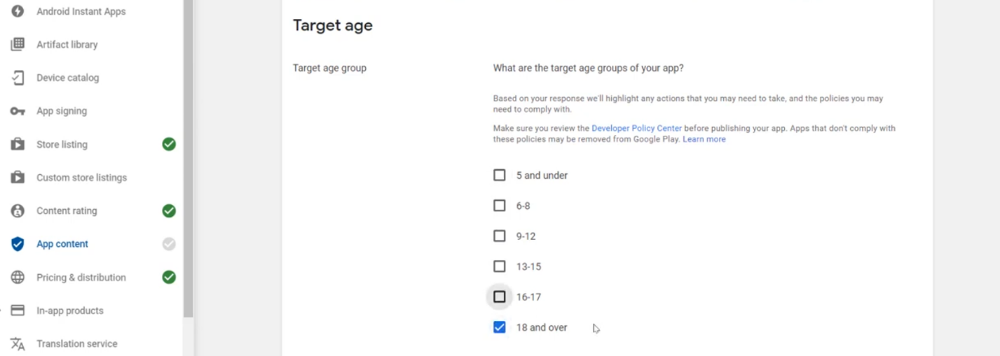 Android Instant Apps
Artifact library
Device catalog
App signing
Store listing
Custom store listings
Content rating
App content
Pricing & distribution
In-app products
Translation service
Target age
Target age group
What are the target age groups of your app?
Based on your response we'll highlight any actions that you may need to take, and the policies you may
need to comply with.
Make sure you review the Developer Policy Center before publishing your app. Apps that don't comply with
these policies may be removed from Google Play. Learn more
5 and under
6-8
9-12
13-15
16-17
18 and over